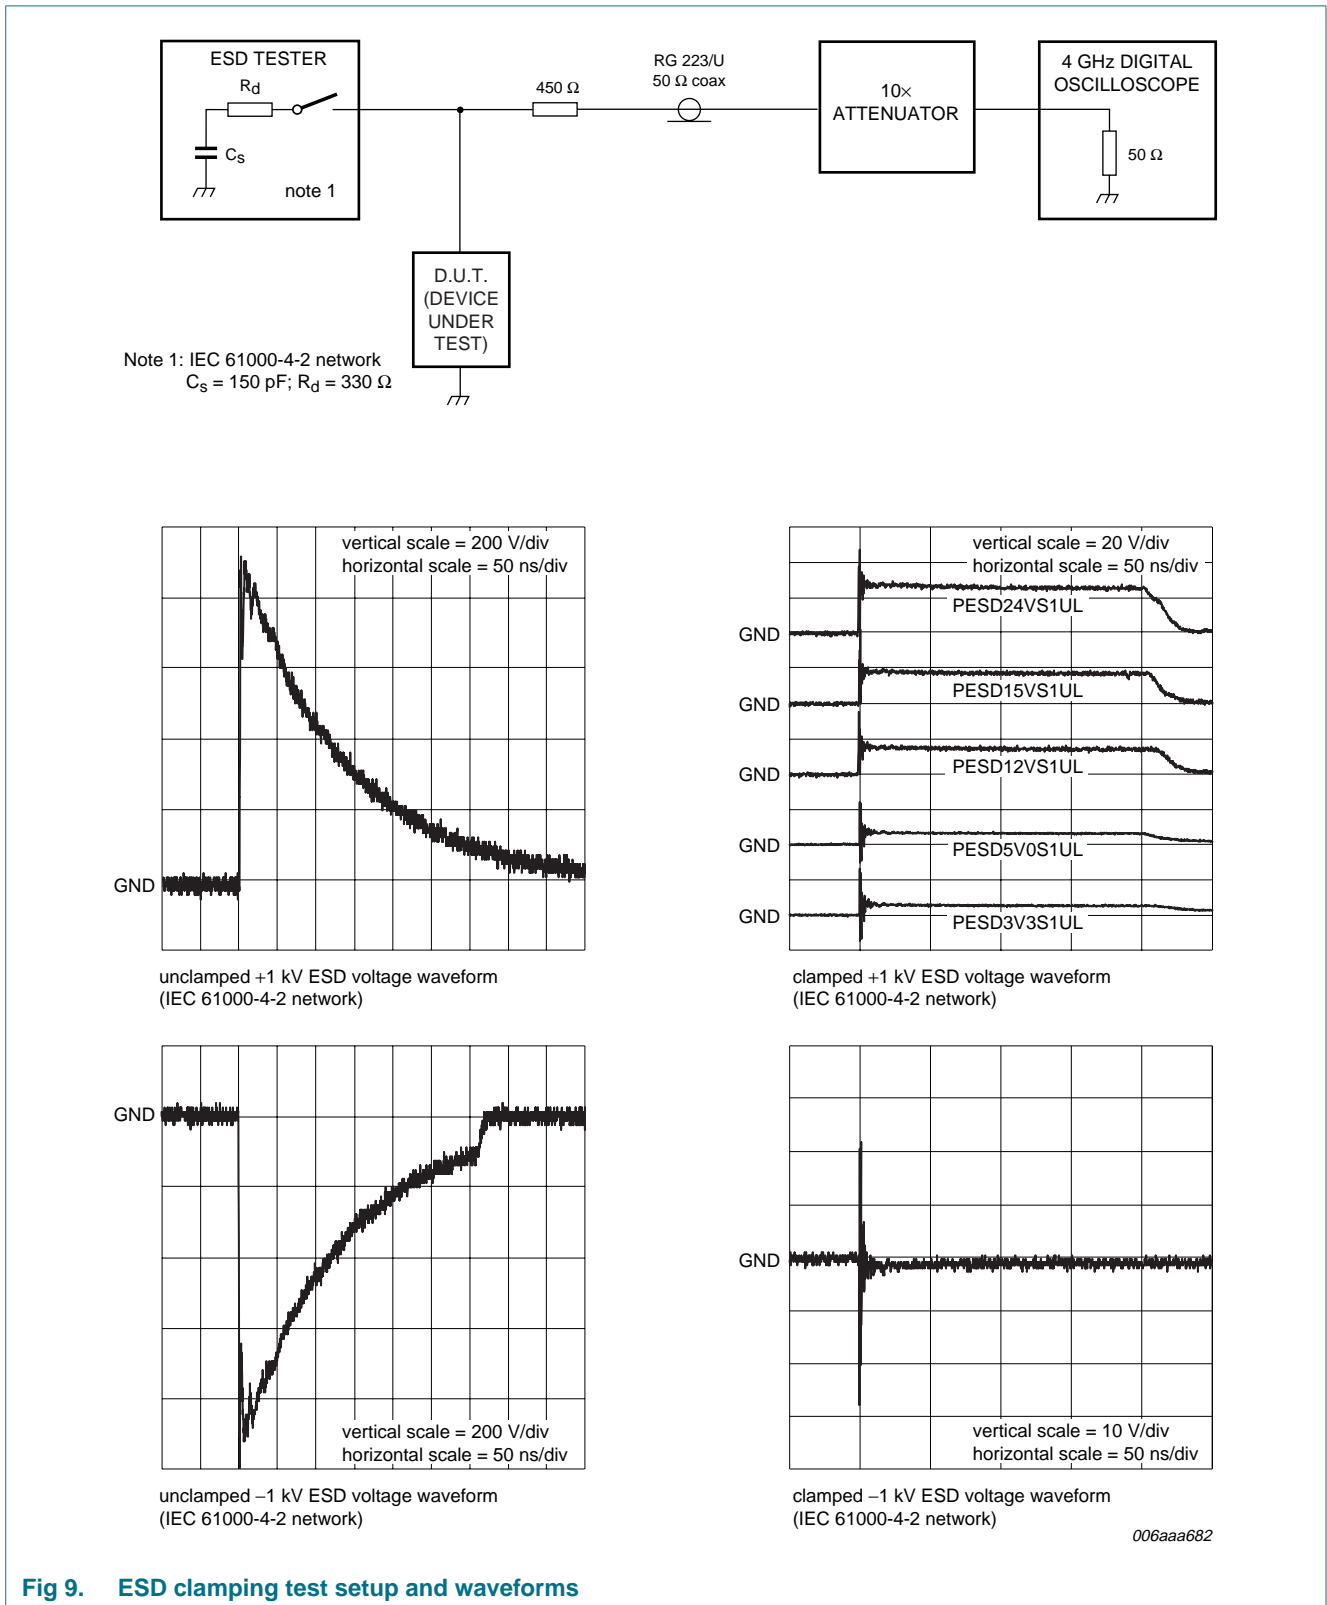 ESD TESTER
Rd
Cs
note 1
450 Ω
RG 223/U
50 Ω coax
10×
ATTENUATOR
4 GHz DIGITAL
OSCILLOSCOPE
50 Ω
D.U.T.
(DEVICE
UNDER
TEST)
Note 1: IEC 61000-4-2 network
Cs = 150 pF; Rd = 330 Ω
vertical scale = 200 V/div
horizontal scale = 50 ns/div
GND
unclamped +1 kV ESD voltage waveform
(IEC 61000-4-2 network)
vertical scale = 20 V/div
horizontal scale = 50 ns/div
PESD24VS1UL
GND
PESD15VS1UL
GND
PESD12VS1UL
GND
PESD5V0S1UL
GND
PESD3V3S1UL
GND
clamped +1 kV ESD voltage waveform
(IEC 61000-4-2 network)
GND
vertical scale = 200 V/div
horizontal scale = 50 ns/div
unclamped −1 kV ESD voltage waveform
(IEC 61000-4-2 network)
GND
vertical scale = 10 V/div
horizontal scale = 50 ns/div
clamped −1 kV ESD voltage waveform
(IEC 61000-4-2 network)
006aaa682
Fig 9. ESD clamping test setup and waveforms